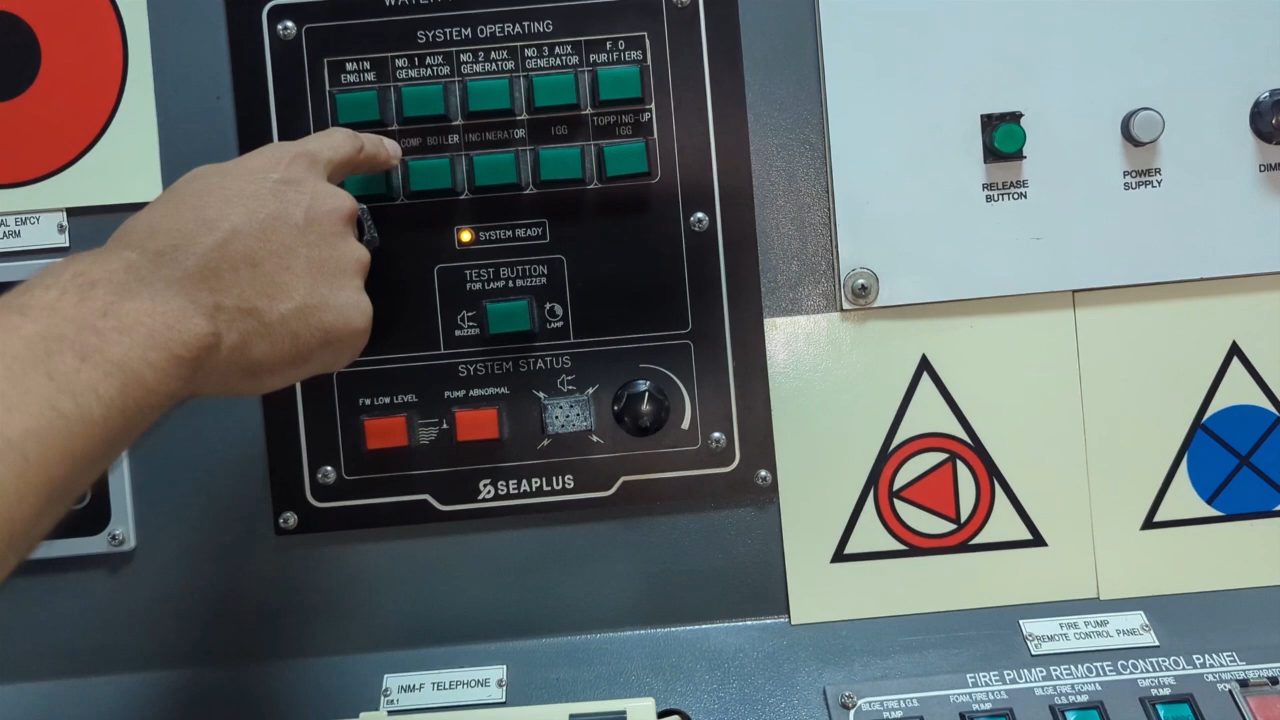 SYSTEM OPERATING
MAIN
ENGINE
NO. 1 AUX.
GENERATOR
NO. 2 AUX.
GENERATOR
NO. 3 AUX.
GENERATOR
F.O
PURIFIERS
COMP BOILER
INCINERATOR
IGG
TOPPING-UP
IGG
SYSTEM READY
TEST BUTTON
FOR LAMP & BUZZER
BUZZER
LAMP
SYSTEM STATUS
FW LOW LEVEL
PUMP ABNORMAL
SEAPLUS
RELEASE
BUTTON
POWER
SUPPLY
INM-F TELEPHONE
FIRE PUMP
REMOTE CONTROL PANEL
FIRE PUMP REMOTE CONTROL PANEL
BILGE, FIRE & G.S.
PUMP
FOAM, FIRE & G.S.
PUMP
BILGE, FIRE, FOAM &
G.S. PUMP
EMCY FIRE
PUMP